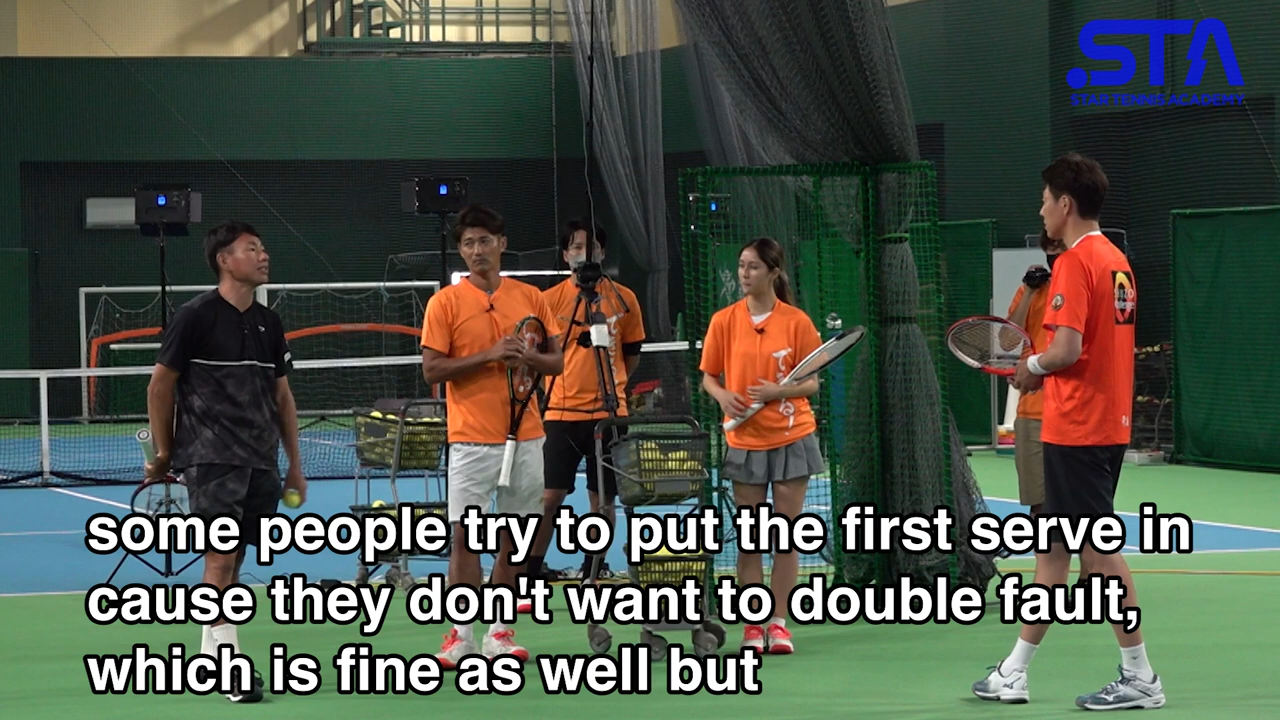 STA
STAR TENNIS ACADEMY
some people try to put the first serve in
cause they don't want to double fault,
which is fine as well but